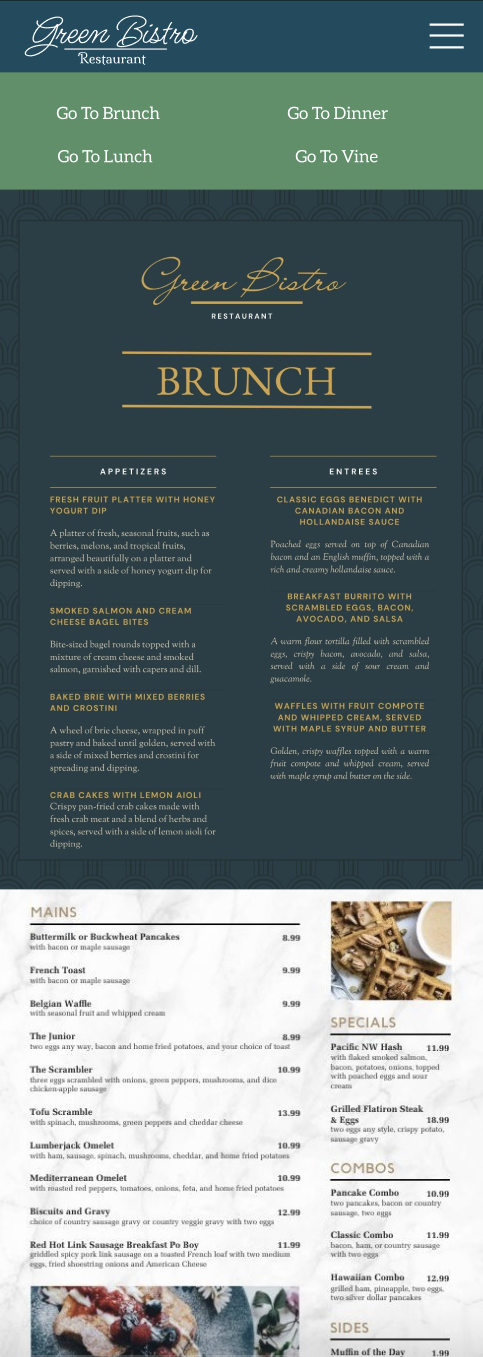 Green Bistro
Restaurant
Go To Brunch
Go To Dinner
Go To Lunch
Go To Vine
Green Bistro
RESTAURANT
BRUNCH
APPETIZERS
FRESH FRUIT PLATTER WITH HONEY
YOGURT DIP
A platter of fresh, seasonal fruits, such as
berries, melons, and tropical fruits,
arranged beautifully on a platter and
served with a side of honey yogurt dip for
dipping.
SMOKED SALMON AND CREAM
CHEESE BAGEL BITES
Bite-sized bagel rounds topped with a
mixture of cream cheese and smoked
salmon, garnished with capers and dill.
BAKED BRIE WITH MIXED BERRIES
AND CROSTINI
A wheel of brie cheese, wrapped in puff
pastry and baked until golden, served with
a side of mixed berries and crostini for
spreading and dipping.
CRAB CAKES WITH LEMON AIOLI
Crispy pan-fried crab cakes made with
fresh crab meat and a blend of herbs and
spices, served with a side of lemon aioli for
dipping.
ENTREES
CLASSIC EGGS BENEDICT WITH
CANADIAN BACON AND
HOLLANDAISE SAUCE
Poached eggs served on top of Canadian
bacon and an English muffin, topped with a
rich and creamy hollandaise sauce.
BREAKFAST BURRITO WITH
SCRAMBLED EGGS, BACON,
AVOCADO, AND SALSA
A warm flour tortilla filled with scrambled
eggs, crispy bacon, avocado, and salsa,
served with a side of sour cream and
guacamole.
WAFFLES WITH FRUIT COMPOTE
AND WHIPPED CREAM, SERVED
WITH MAPLE SYRUP AND BUTTER
Golden, crispy waffles topped with a warm
fruit compote and whipped cream, served
with maple syrup and butter on the side.
MAINS
Buttermilk or Buckwheat Pancakes 8.99
with bacon or maple sausage
French Toast 9.99
with bacon or maple sausage
Belgian Waffle 9.99
with seasonal fruit and whipped cream
The Junior 8.99
two eggs any way, bacon and home fried potatoes, and your choice of toast
The Scrambler 10.99
three eggs scrambled with onions, green peppers, mushrooms, and dice
chicken-apple sausage
Tofu Scramble 13.99
with spinach, mushrooms, green peppers and cheddar cheese
Lumberjack Omelet 10.99
with ham, sausage, spinach, mushrooms, cheddar, and home fried potatoes
Mediterranean Omelet 10.99
with roasted red peppers, tomatoes, onions, feta, and home fried potatoes
Biscuits and Gravy 12.99
choice of country sausage gravy or country veggie gravy with two eggs
Red Hot Link Sausage Breakfast Po Boy 11.99
griddled spicy pork link sausage on a toasted French loaf with two medium
eggs, fried shoestring onions and American Cheese
SPECIALS
Pacific NW Hash 11.99
with flaked smoked salmon,
bacon, potatoes, onions, topped
with poached eggs and sour
cream
Grilled Flatiron Steak
& Eggs 18.99
two eggs any style, crispy potato,
sausage gravy
COMBOS
Pancake Combo 10.99
two pancakes, bacon or country
sausage, two eggs
Classic Combo 11.99
bacon, ham, or country sausage
with two eggs
Hawaiian Combo 12.99
grilled ham, pineapple, two eggs,
two silver dollar pancakes
SIDES
Muffin of the Day 1.99